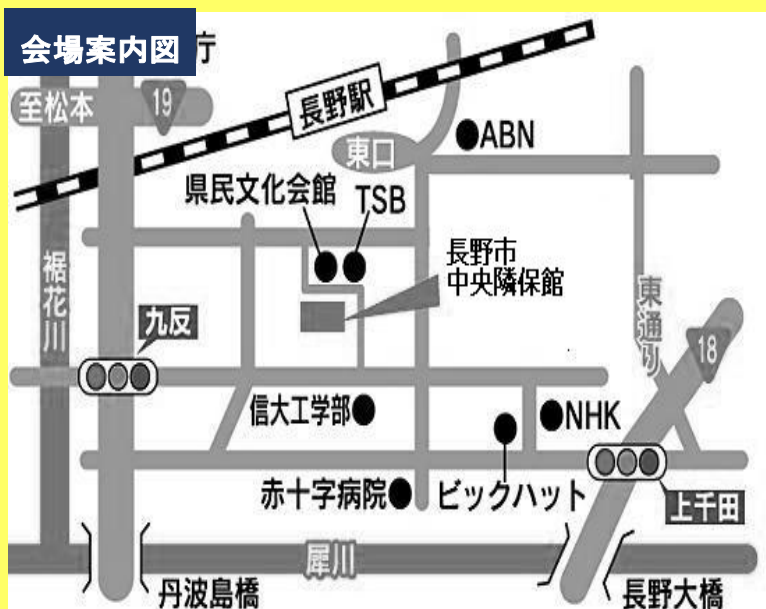 会場案内図
庁
至松本
19
長野駅
東口
ABN
県民文化会館
TSB
長野市
中央隣保館
裾花川
九反
東通り
18
信大工学部
NHK
赤十字病院
ビックハット
上千田
犀川
丹波島橋
長野大橋